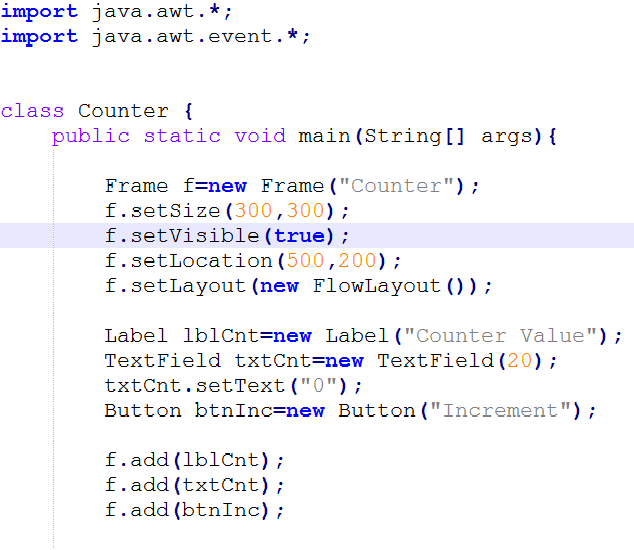 import java.awt.*;
import java.awt.event.*;
class Counter {
    public static void main(String[] args){
        Frame f=new Frame("Counter");
        f.setSize(300,300);
        f.setVisible(true);
        f.setLocation(500,200);
        f.setLayout(new FlowLayout());
        Label lblCnt=new Label("Counter Value");
        TextField txtCnt=new TextField(20);
        txtCnt.setText("0");
        Button btnInc=new Button("Increment");
        f.add(lblCnt);
        f.add(txtCnt);
        f.add(btnInc);